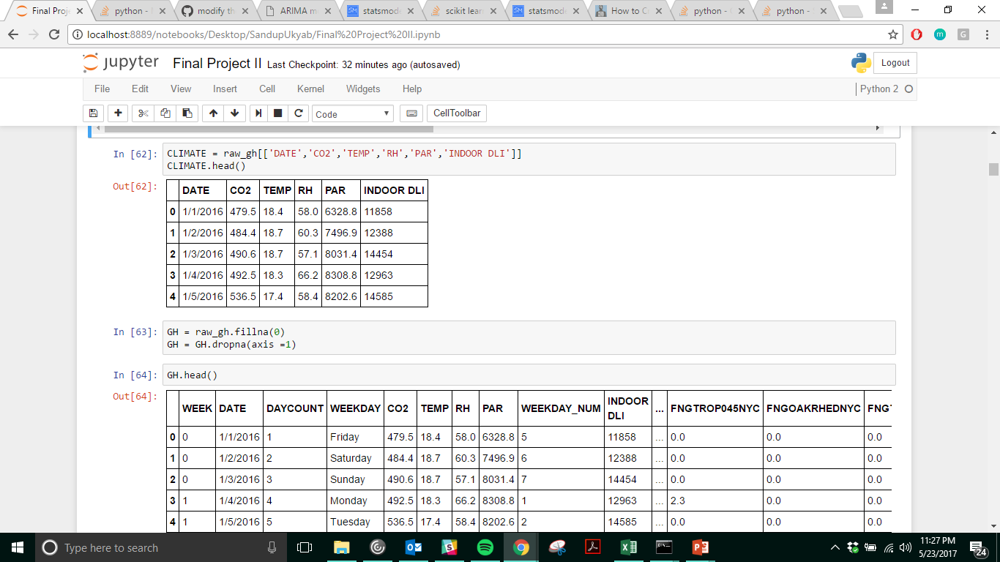 Final Proje
python -
modify th
ARIMA m
statsmode
scikit lear
statsmode
How to C
python -
python -
localhost:8889/notebooks/Desktop/SandupUkyab/Final%20Project%20II.ipynb
m
G
jupyter Final Project II Last Checkpoint: 32 minutes ago (autosaved)
Logout
File Edit View Insert Cell Kernel Widgets Help
Python 2
Code
CellToolbar
In [62]: CLIMATE = raw_gh[['DATE','CO2','TEMP','RH','PAR','INDOOR DLI']]
CLIMATE.head()
Out[62]:
DATE CO2 TEMP RH PAR INDOOR DLI
0 1/1/2016 479.5 18.4 58.0 6328.8 11858
1 1/2/2016 484.4 18.7 60.3 7496.9 12388
2 1/3/2016 490.6 18.7 57.1 8031.4 14454
3 1/4/2016 492.5 18.3 66.2 8308.8 12963
4 1/5/2016 536.5 17.4 58.4 8202.6 14585
In [63]: GH = raw_gh.fillna(0)
GH = GH.dropna(axis =1)
In [64]: GH.head()
Out[64]:
WEEK DATE DAYCOUNT WEEKDAY CO2 TEMP RH PAR WEEKDAY_NUM INDOOR DLI ... FNGTROP045NYC FNGOAKRHEDNYC FNGT
0 0 1/1/2016 1 Friday 479.5 18.4 58.0 6328.8 5 11858 ... 0.0 0.0 0.0
1 0 1/2/2016 2 Saturday 484.4 18.7 60.3 7496.9 6 12388 ... 0.0 0.0 0.0
2 0 1/3/2016 3 Sunday 490.6 18.7 57.1 8031.4 7 14454 ... 0.0 0.0 0.0
3 1 1/4/2016 4 Monday 492.5 18.3 66.2 8308.8 1 12963 ... 2.3 0.0 0.0
4 1 1/5/2016 5 Tuesday 536.5 17.4 58.4 8202.6 2 14585 ... 0.0 0.0 0.0
Type here to search
11:27 PM
5/23/2017
24